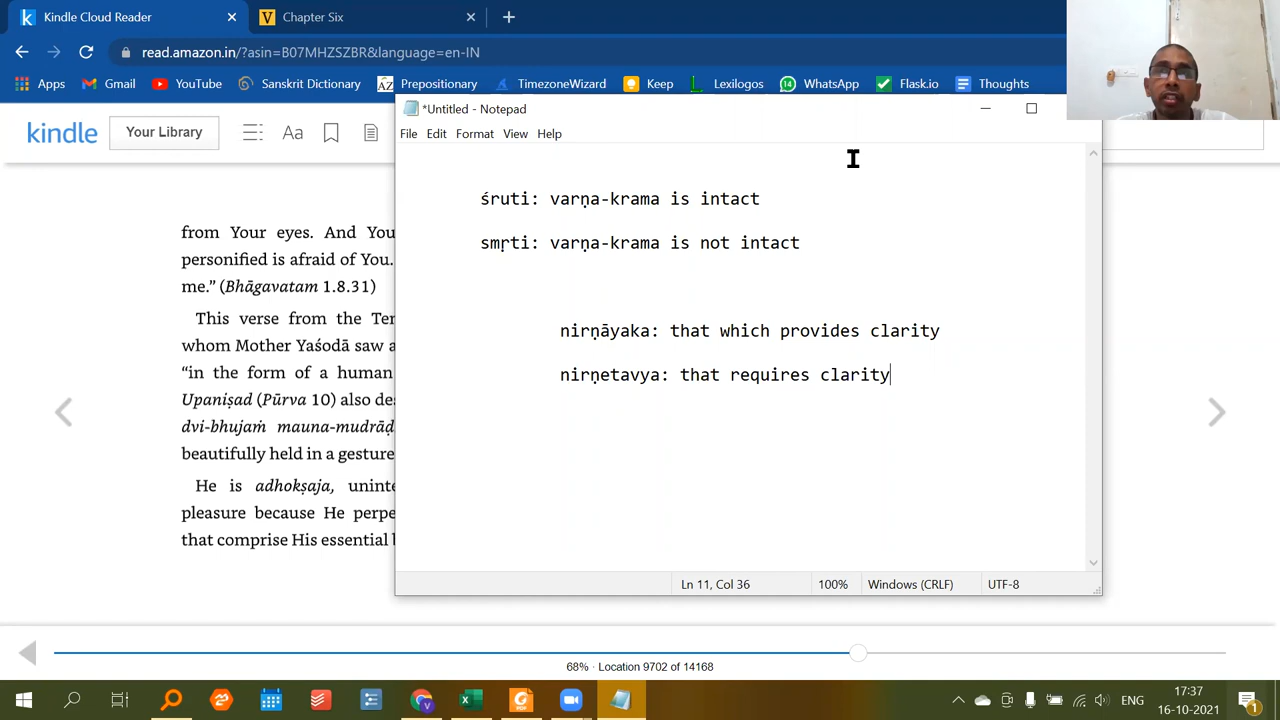 Kindle Cloud Reader
Chapter Six
read.amazon.in/?asin=B07MHZSZBR&language=en-IN
Apps
Gmail
YouTube
Sanskrit Dictionary
Prepositionary
TimezoneWizard
Keep
Lexilogos
14
WhatsApp
Flask.io
Thoughts
kindle
Your Library
Aa
*Untitled - Notepad
File Edit Format View Help
śruti: varṇa-krama is intact
smṛti: varṇa-krama is not intact
nirṇāyaka: that which provides clarity
nirṇetavya: that requires clarity
Ln 11, Col 36
100%
Windows (CRLF)
UTF-8
from Your eyes. And You
personified is afraid of You.
me." (Bhāgavatam 1.8.31)
This verse from the
whom Mother Yaśodā saw
"in the form of a human
Upaniṣad (Pūrva 10) also
dvi-bhujaṁ
beautifully held in a gesture
He is adhokṣaja,
pleasure because He
that comprise His essential
68% · Location 9702 of 14168
ENG
17:37
16-10-2021
1